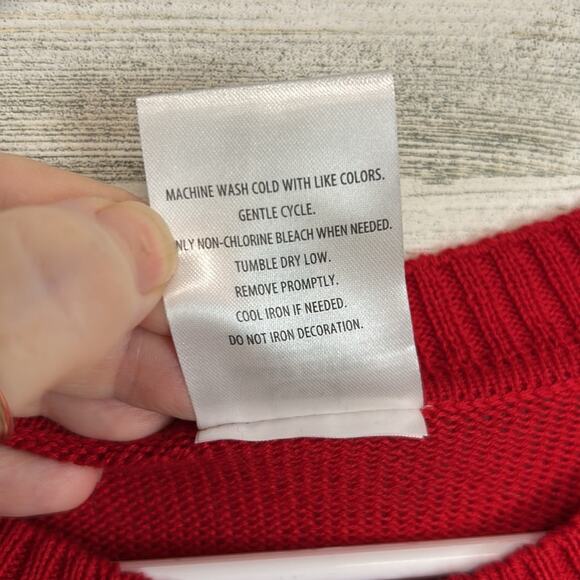 MACHINE WASH COLD WITH LIKE COLORS.
GENTLE CYCLE.
NLY NON-CHLORINE BLEACH WHEN NEEDED.
TUMBLE DRY LOW.
REMOVE PROMPTLY.
COOL IRON IF NEEDED.
DO NOT IRON DECORATION.